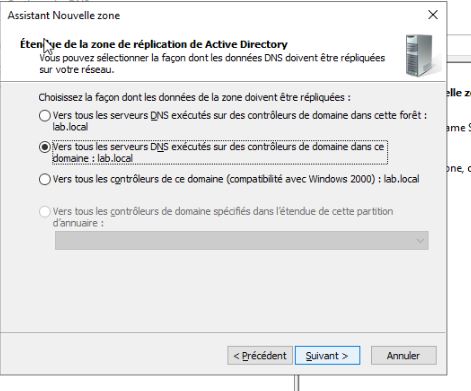 Assistant Nouvelle zone
Étendue de la zone de réplication de Active Directory
Vous pouvez sélectionner la façon dont les données DNS doivent être répliquées
sur votre réseau.
elle zo
Choisissez la façon dont les données de la zone doivent être répliquées :
Vers tous les serveurs DNS exécutés sur des contrôleurs de domaine dans cette forêt :
lab.local
ame S
Vers tous les serveurs DNS exécutés sur des contrôleurs de domaine dans ce
domaine : lab.local
one, c
Vers tous les contrôleurs de ce domaine (compatibilité avec Windows 2000) : lab.local
Vers tous les contrôleurs de domaine spécifiés dans l'étendue de cette partition
d'annuaire :
< Précédent
Suivant >
Annuler